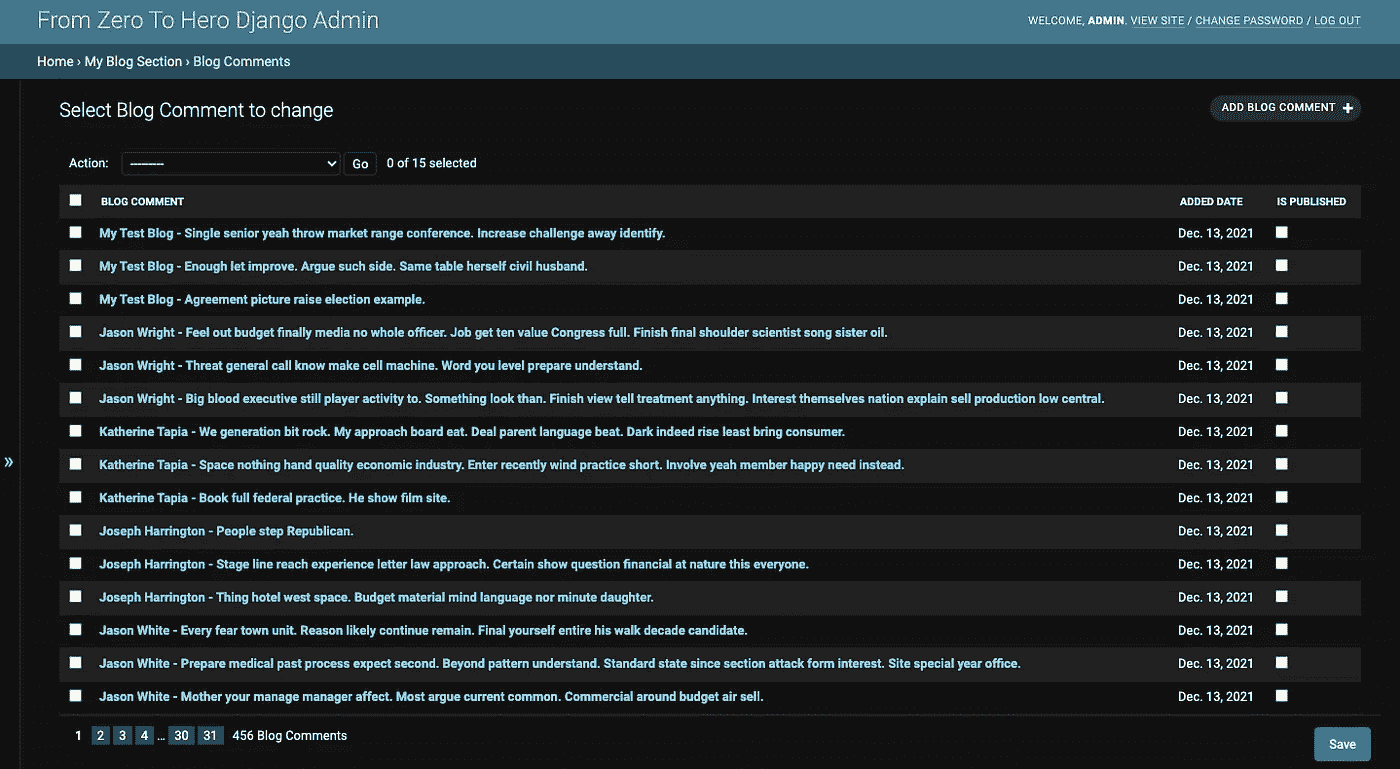 From Zero To Hero Django Admin
WELCOME, ADMIN. VIEW SITE / CHANGE PASSWORD / LOG OUT
Home › My Blog Section › Blog Comments
Select Blog Comment to change
ADD BLOG COMMENT +
Action: --------- Go 0 of 15 selected
BLOG COMMENT ADDED DATE IS PUBLISHED
My Test Blog - Single senior yeah throw market range conference. Increase challenge away identify. Dec. 13, 2021
My Test Blog - Enough let improve. Argue such side. Same table herself civil husband. Dec. 13, 2021
My Test Blog - Agreement picture raise election example. Dec. 13, 2021
Jason Wright - Feel out budget finally media no whole officer. Job get ten value Congress full. Finish final shoulder scientist song sister oil. Dec. 13, 2021
Jason Wright - Threat general call know make cell machine. Word you level prepare understand. Dec. 13, 2021
Jason Wright - Big blood executive still player activity to. Something look than. Finish view tell treatment anything. Interest themselves nation explain sell production low central. Dec. 13, 2021
Katherine Tapia - We generation bit rock. My approach board eat. Deal parent language beat. Dark indeed rise least bring consumer. Dec. 13, 2021
Katherine Tapia - Space nothing hand quality economic industry. Enter recently wind practice short. Involve yeah member happy need instead. Dec. 13, 2021
Katherine Tapia - Book full federal practice. He show film site. Dec. 13, 2021
Joseph Harrington - People step Republican. Dec. 13, 2021
Joseph Harrington - Stage line reach experience letter law approach. Certain show question financial at nature this everyone. Dec. 13, 2021
Joseph Harrington - Thing hotel west space. Budget material mind language nor minute daughter. Dec. 13, 2021
Jason White - Every fear town unit. Reason likely continue remain. Final yourself entire his walk decade candidate. Dec. 13, 2021
Jason White - Prepare medical past process expect second. Beyond pattern understand. Standard state since section attack form interest. Site special year office. Dec. 13, 2021
Jason White - Mother your manage manager affect. Most argue current common. Commercial around budget air sell. Dec. 13, 2021
»
1 2 3 4 ... 30 31 456 Blog Comments
Save